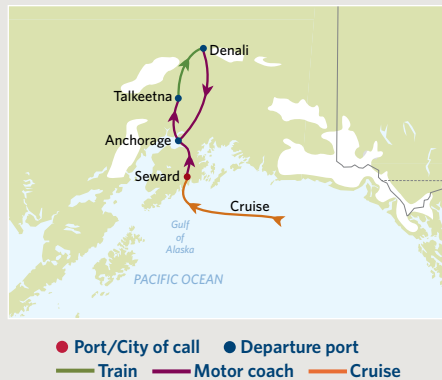 Denali
Talkeetna
Anchorage
Seward
Cruise
Gulf
of
Alaska
PACIFIC OCEAN
Port/City of call
Departure port
Train
Motor coach
Cruise